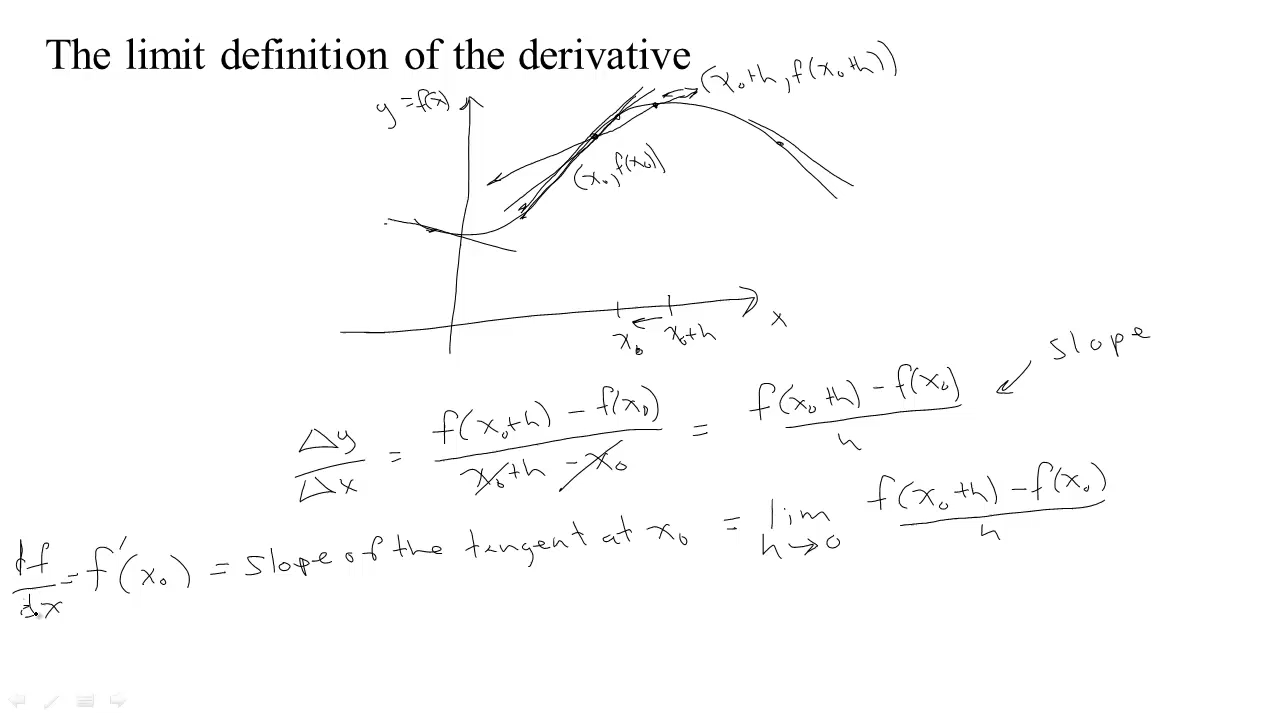 The limit definition of the derivative
(x₀+h, f(x₀+h))
y = f(x)
(x₀, f(x₀))
x₀ x₀+h x
slope
Δy/Δx = (f(x₀+h) − f(x₀))/(x₀+h − x₀) = (f(x₀+h) − f(x₀))/h
df/dx = f′(x₀) = slope of the tangent at x₀ = lim h→0 (f(x₀+h) − f(x₀))/h